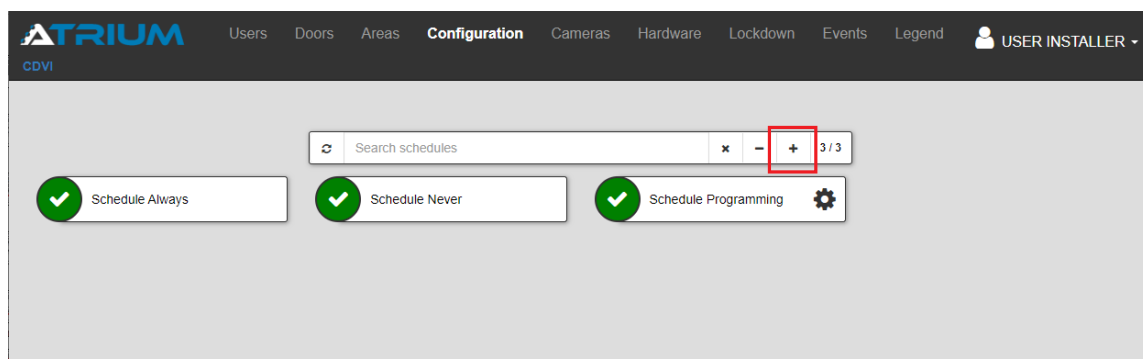 ATRIUM
CDVI
Users Doors Areas Configuration Cameras Hardware Lockdown Events Legend USER INSTALLER
Search schedules
3 / 3
Schedule Always
Schedule Never
Schedule Programming